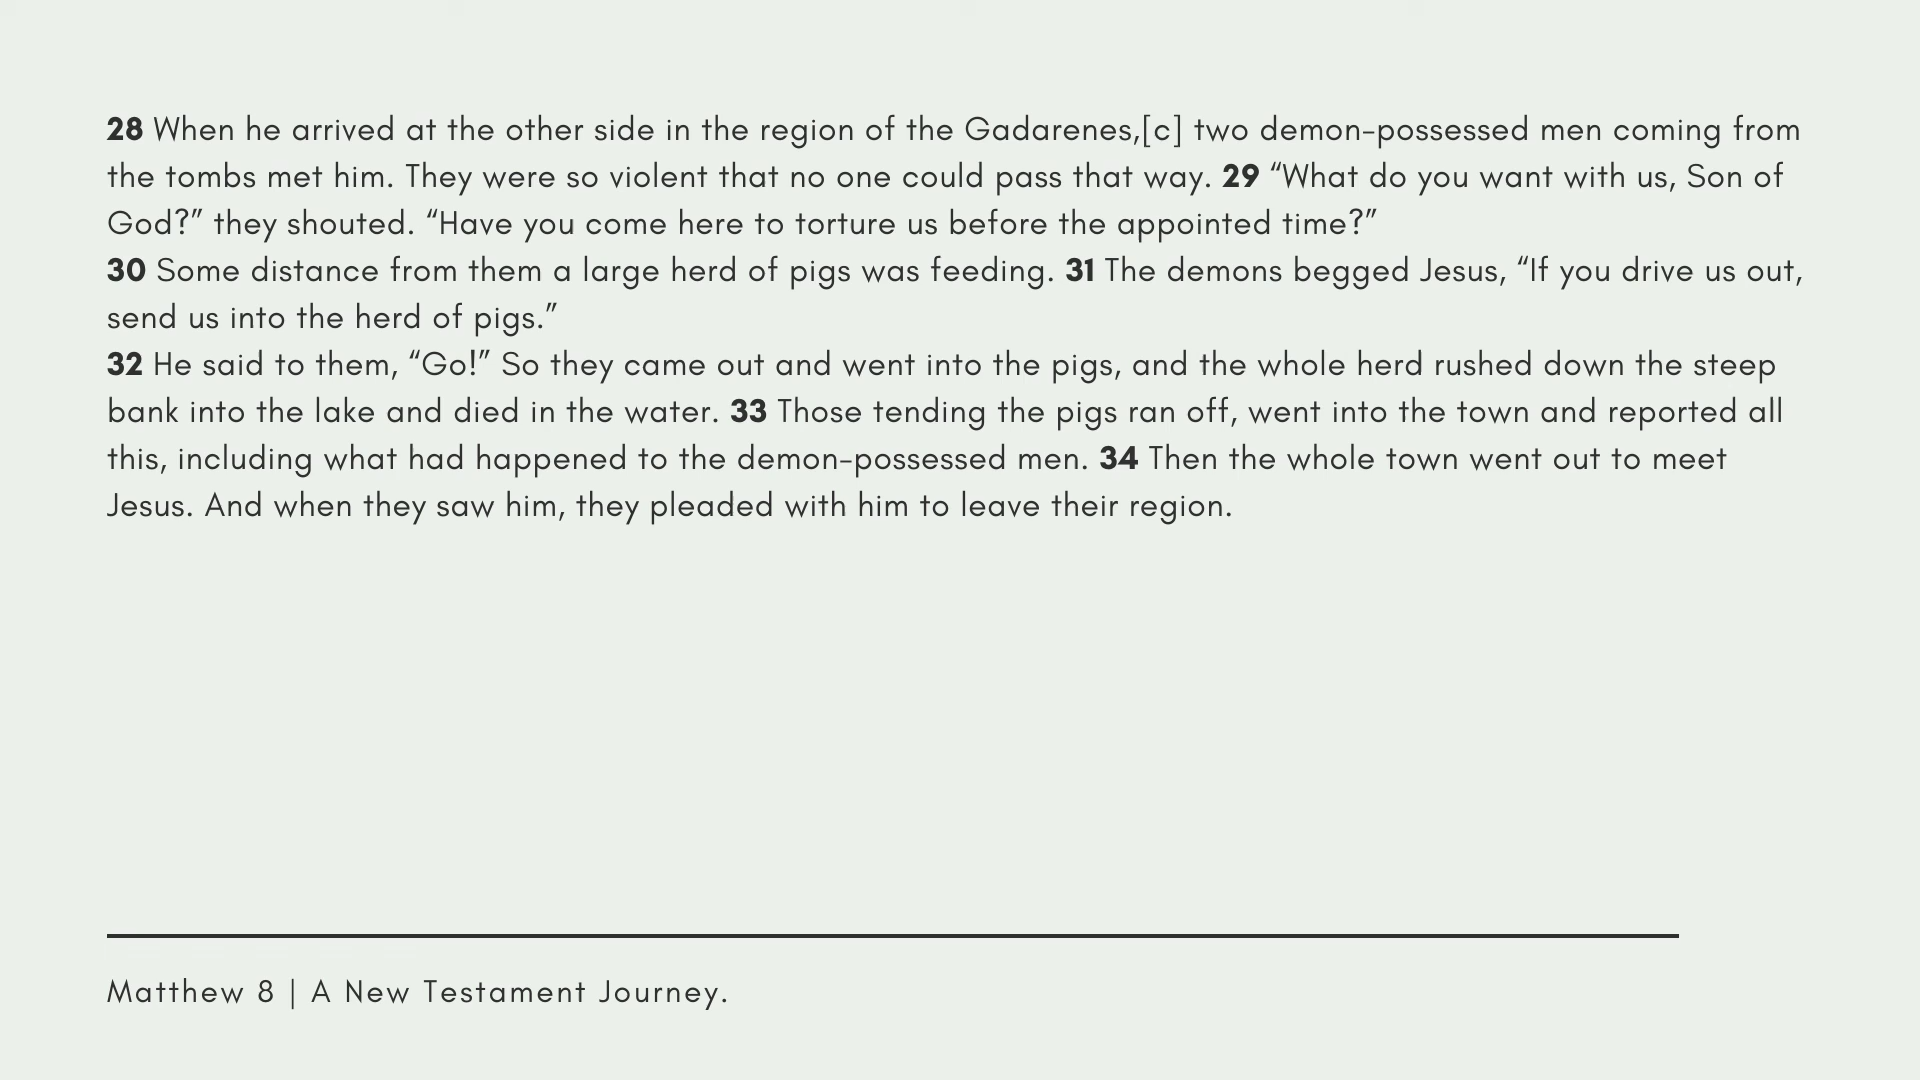 28 When he arrived at the other side in the region of the Gadarenes,[c] two demon-possessed men coming from
the tombs met him. They were so violent that no one could pass that way. 29 “What do you want with us, Son of
God?” they shouted. “Have you come here to torture us before the appointed time?”
30 Some distance from them a large herd of pigs was feeding. 31 The demons begged Jesus, “If you drive us out,
send us into the herd of pigs.”
32 He said to them, “Go!” So they came out and went into the pigs, and the whole herd rushed down the steep
bank into the lake and died in the water. 33 Those tending the pigs ran off, went into the town and reported all
this, including what had happened to the demon-possessed men. 34 Then the whole town went out to meet
Jesus. And when they saw him, they pleaded with him to leave their region.
Matthew 8 | A New Testament Journey.